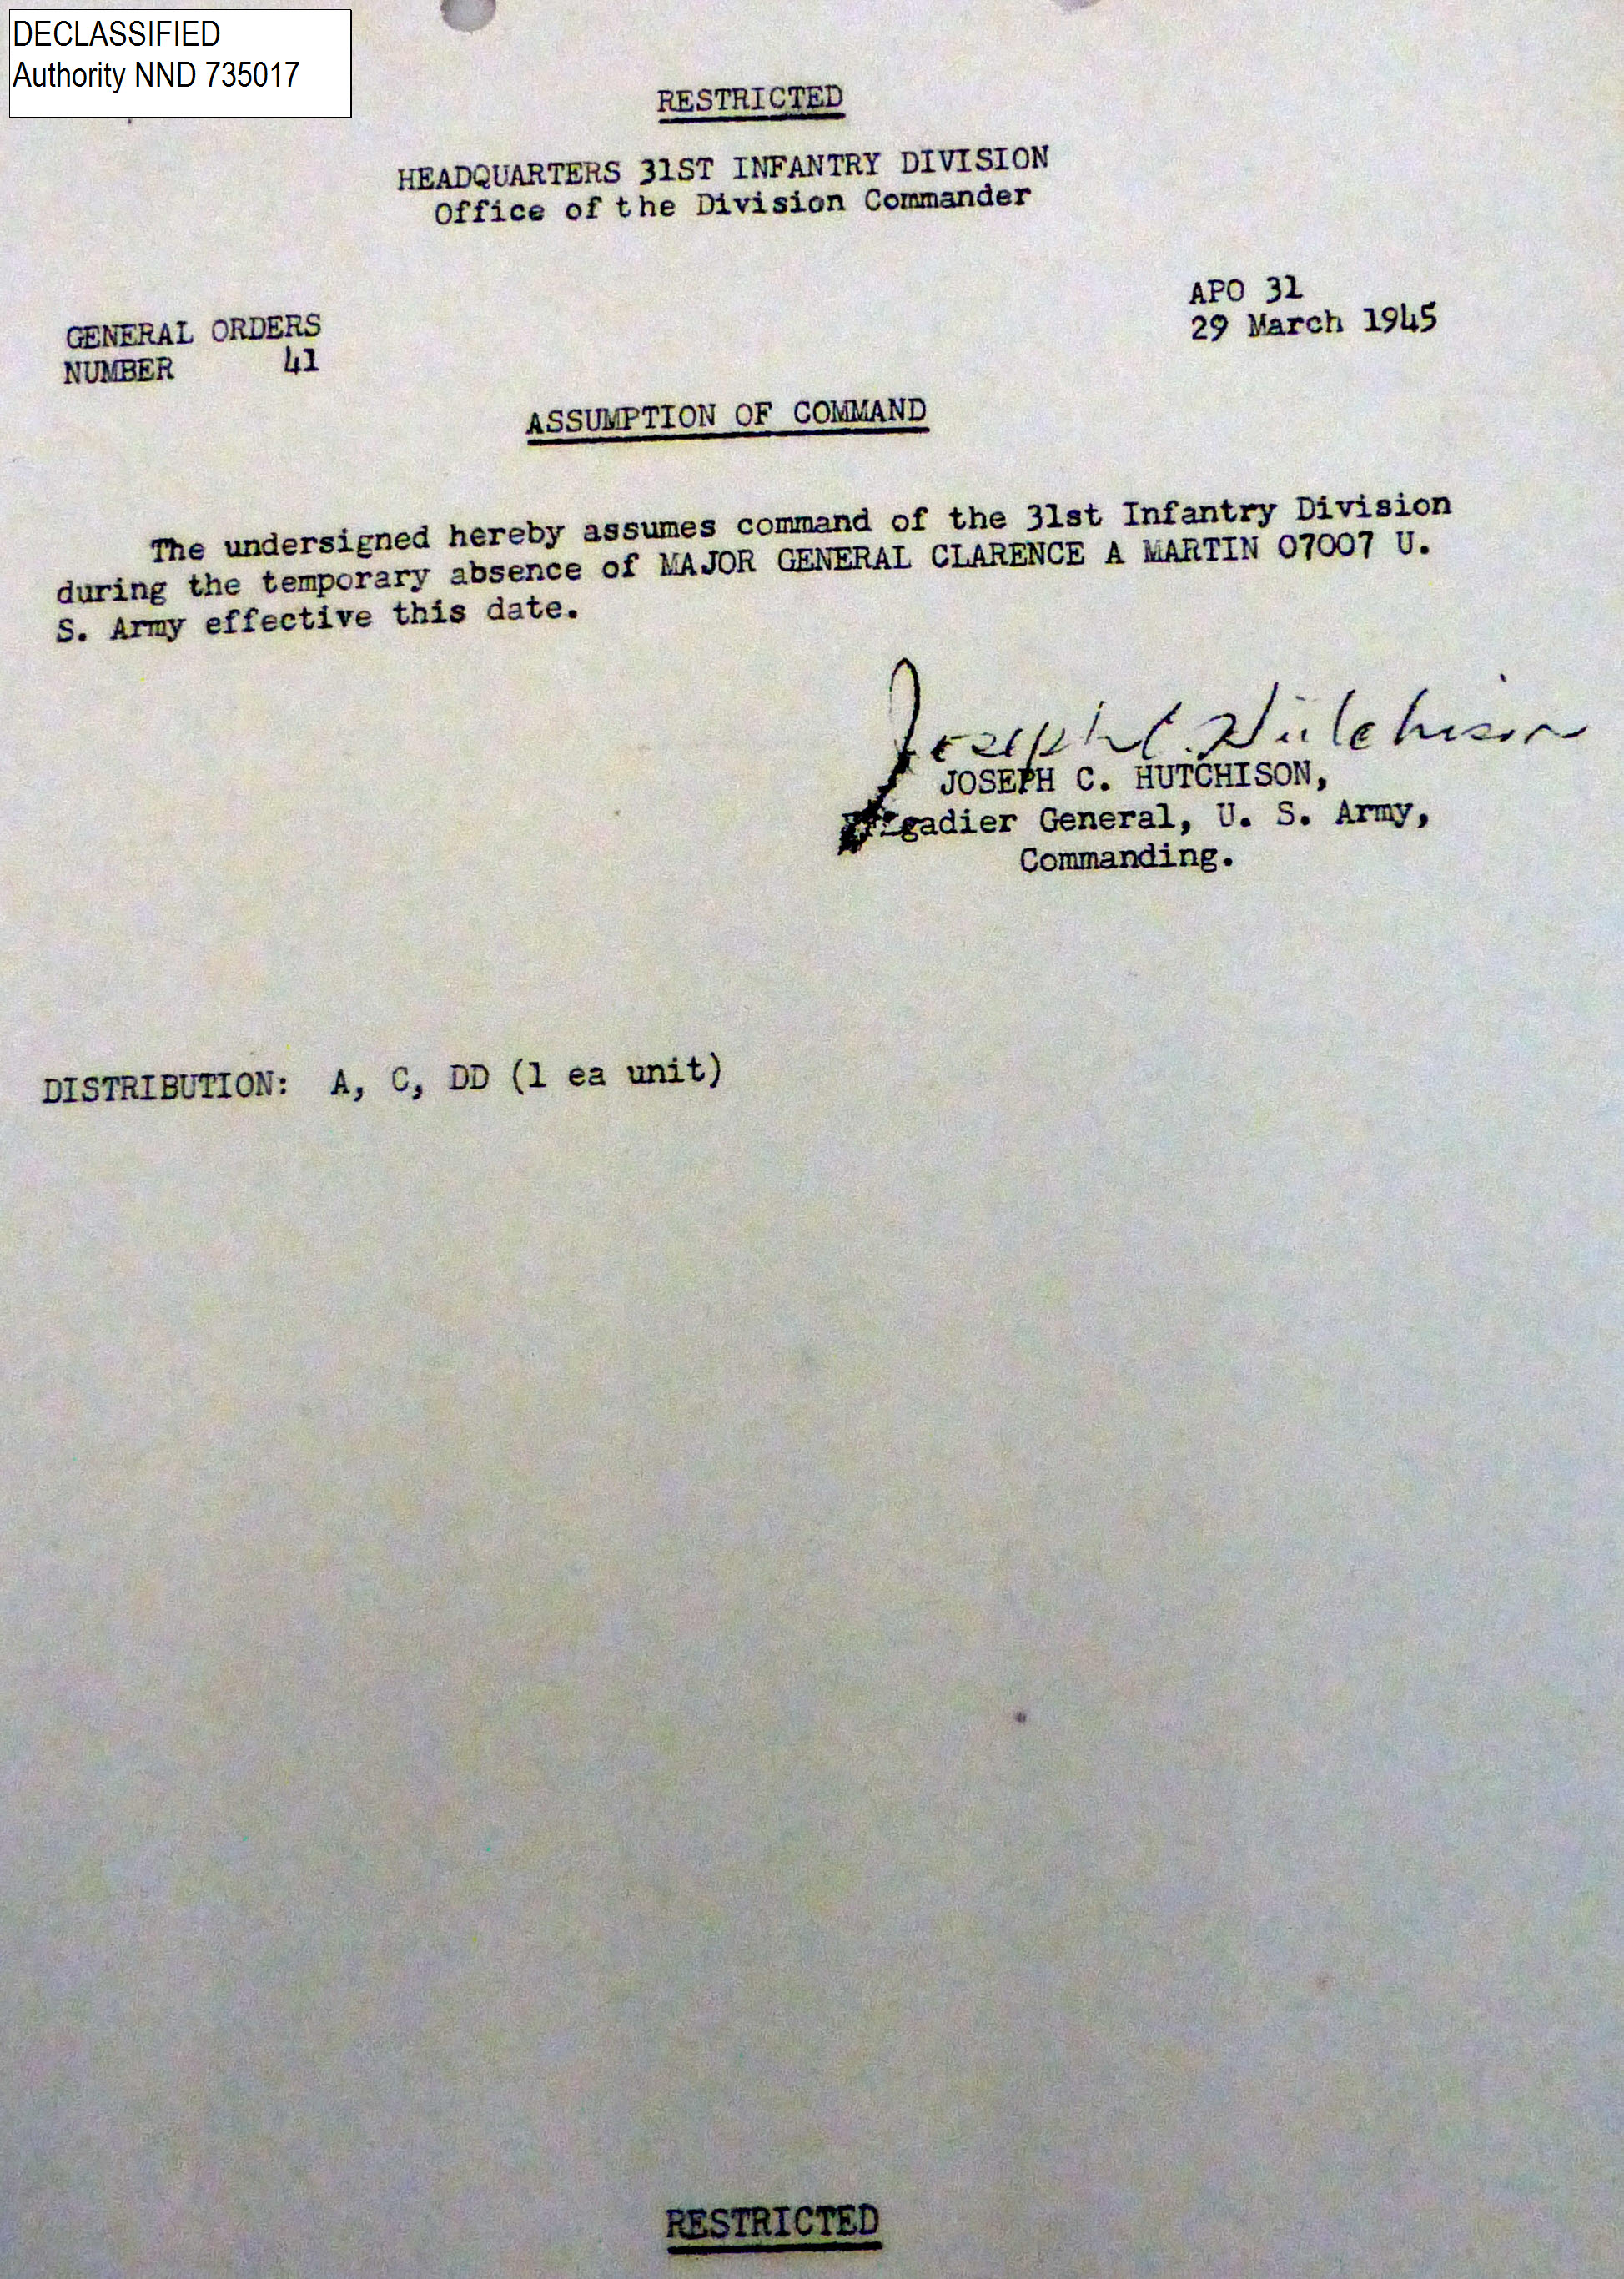 DECLASSIFIED
Authority NND 735017
RESTRICTED
HEADQUARTERS 31ST INFANTRY DIVISION
Office of the Division Commander
APO 31
29 March 1945
GENERAL ORDERS
NUMBER 41
ASSUMPTION OF COMMAND
The undersigned hereby assumes command of the 31st Infantry Division
during the temporary absence of MAJOR GENERAL CLARENCE A MARTIN 07007 U.
S. Army effective this date.
Joseph C. Hutchison
JOSEPH C. HUTCHISON,
Brigadier General, U. S. Army,
Commanding.
DISTRIBUTION: A, C, DD (1 ea unit)
RESTRICTED